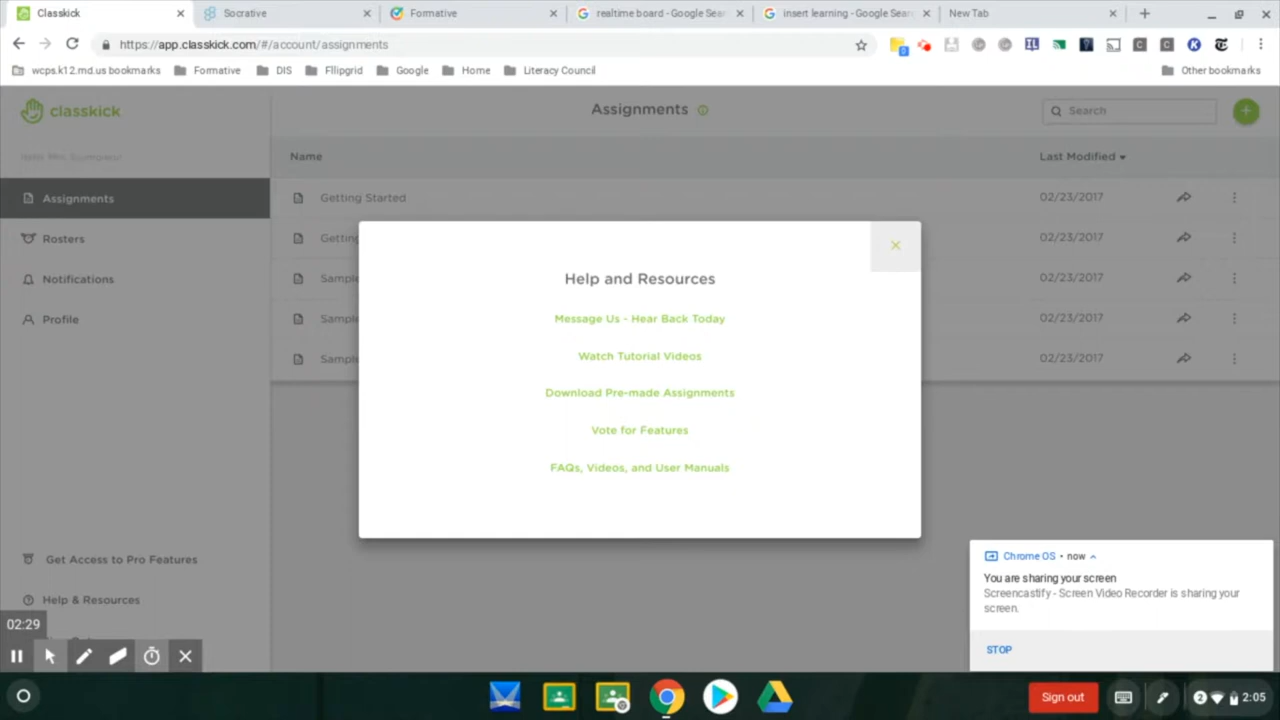 Classkick
Socrative
Formative
realtime board - Google Sear
insert learning - Google Sear
New Tab
https://app.classkick.com/#/account/assignments
wcps.k12.md.us bookmarks
Formative
DIS
Fllipgrid
Google
Home
Literacy Council
Other bookmarks
classkick
Assignments
Search
Name
Last Modified
Assignments
Getting Started
02/23/2017
Rosters
Getting
02/23/2017
Notifications
Sample
02/23/2017
Profile
Sample
02/23/2017
Sample
02/23/2017
Help and Resources
Message Us - Hear Back Today
Watch Tutorial Videos
Download Pre-made Assignments
Vote for Features
FAQs, Videos, and User Manuals
Get Access to Pro Features
Help & Resources
02:29
Chrome OS • now
You are sharing your screen
Screencastify - Screen Video Recorder is sharing your
screen.
STOP
Sign out
2
2:05